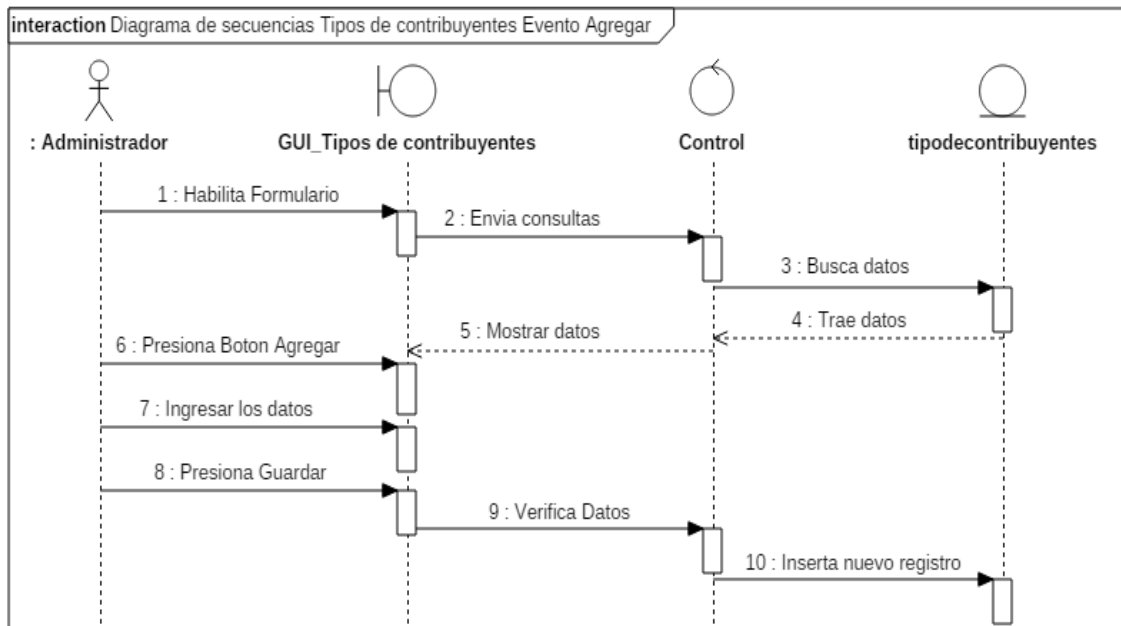 interaction Diagrama de secuencias Tipos de contribuyentes Evento Agregar
: Administrador
GUI_Tipos de contribuyentes
Control
tipodecontribuyentes
1 : Habilita Formulario
2 : Envia consultas
3 : Busca datos
4 : Trae datos
5 : Mostrar datos
6 : Presiona Boton Agregar
7 : Ingresar los datos
8 : Presiona Guardar
9 : Verifica Datos
10 : Inserta nuevo registro